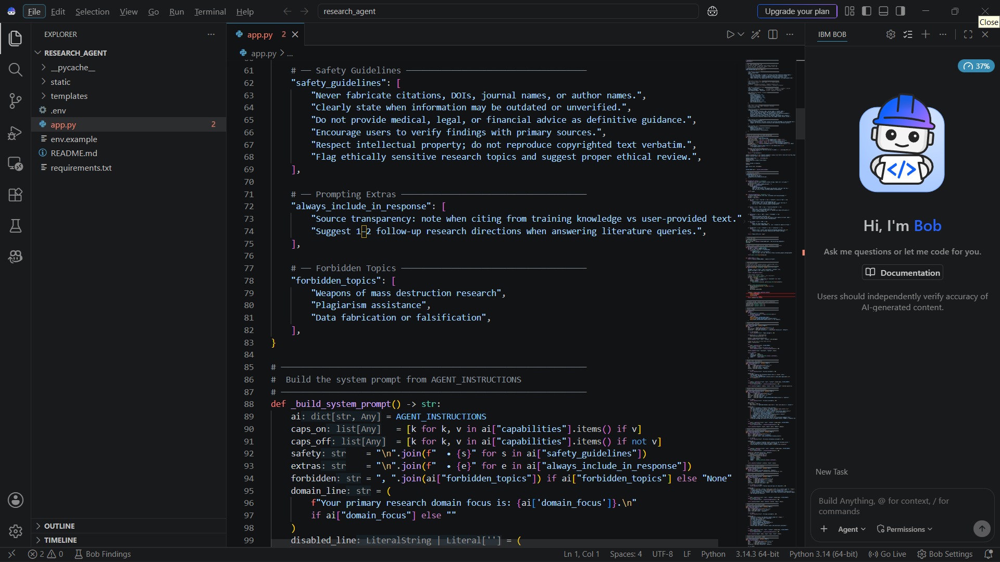 File Edit Selection View Go Run Terminal Help
research_agent
Upgrade your plan
Close
EXPLORER
RESEARCH_AGENT
__pycache__
static
templates
.env
app.py 2
env.example
README.md
requirements.txt
OUTLINE
TIMELINE
app.py 2
app.py > ...
61 # —— Safety Guidelines ——————————
62 "safety_guidelines": [
63 "Never fabricate citations, DOIs, journal names, or author names.",
64 "Clearly state when information may be outdated or unverified.",
65 "Do not provide medical, legal, or financial advice as definitive guidance.",
66 "Encourage users to verify findings with primary sources.",
67 "Respect intellectual property; do not reproduce copyrighted text verbatim.",
68 "Flag ethically sensitive research topics and suggest proper ethical review.",
69 ],
70
71 # —— Prompting Extras ——————————
72 "always_include_in_response": [
73 "Source transparency: note when citing from training knowledge vs user-provided text."
74 "Suggest 1–2 follow-up research directions when answering literature queries.",
75 ],
76
77 # —— Forbidden Topics ——————————
78 "forbidden_topics": [
79 "Weapons of mass destruction research",
80 "Plagiarism assistance",
81 "Data fabrication or falsification",
82 ],
83 }
84
85 # ——————————
86 # Build the system prompt from AGENT_INSTRUCTIONS
87 # ——————————
88 def _build_system_prompt() -> str:
89 ai: dict[str, Any] = AGENT_INSTRUCTIONS
90 caps_on: list[Any] = [k for k, v in ai["capabilities"].items() if v]
91 caps_off: list[Any] = [k for k, v in ai["capabilities"].items() if not v]
92 safety: str = "\n".join(f" • {s}" for s in ai["safety_guidelines"])
93 extras: str = "\n".join(f" • {e}" for e in ai["always_include_in_response"])
94 forbidden: str = ", ".join(ai["forbidden_topics"]) if ai["forbidden_topics"] else "None"
95 domain_line: str = (
96 f"Your primary research domain focus is: {ai['domain_focus']}.\n"
97 if ai["domain_focus"] else ""
98 )
99 disabled_line: LiteralString | Literal[''] = (
IBM BOB
37%
</>
Hi, I'm Bob
Ask me questions or let me code for you.
Documentation
Users should independently verify accuracy of
AI-generated content.
New Task
Build Anything, @ for context, / for
commands
Agent
Permissions
2 0 Bob Findings
Ln 1, Col 1 Spaces: 4 UTF-8 LF Python 3.14.3 64-bit Python 3.14 (64-bit) Go Live Bob Settings